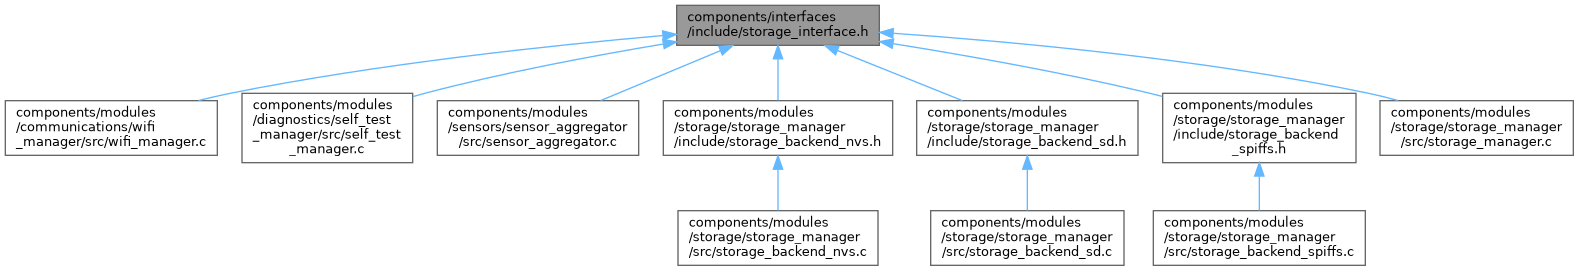 components/interfaces
/include/storage_interface.h
components/modules
/communications/wifi
_manager/src/wifi_manager.c
components/modules
/diagnostics/self_test
_manager/src/self_test
_manager.c
components/modules
/sensors/sensor_aggregator
/src/sensor_aggregator.c
components/modules
/storage/storage_manager
/include/storage_backend_nvs.h
components/modules
/storage/storage_manager
/include/storage_backend_sd.h
components/modules
/storage/storage_manager
/include/storage_backend
_spiffs.h
components/modules
/storage/storage_manager
/src/storage_manager.c
components/modules
/storage/storage_manager
/src/storage_backend_nvs.c
components/modules
/storage/storage_manager
/src/storage_backend_sd.c
components/modules
/storage/storage_manager
/src/storage_backend_spiffs.c